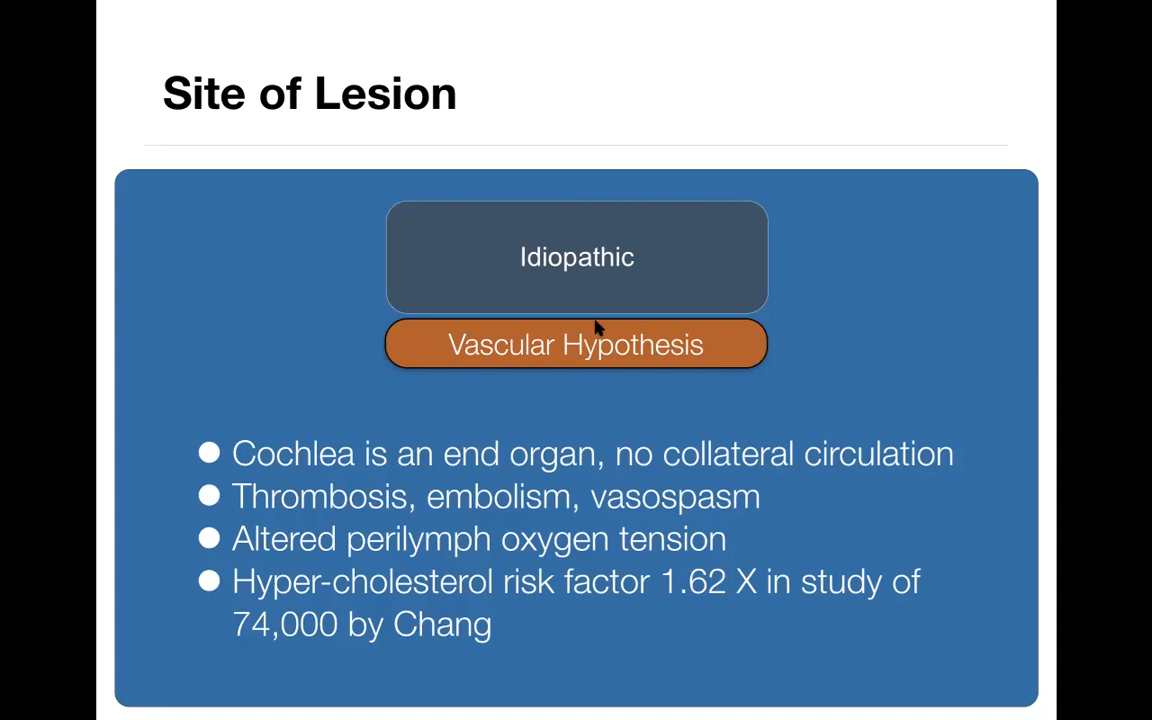 Site of Lesion
Idiopathic
Vascular Hypothesis
● Cochlea is an end organ, no collateral circulation
● Thrombosis, embolism, vasospasm
● Altered perilymph oxygen tension
● Hyper-cholesterol risk factor 1.62 X in study of
74,000 by Chang